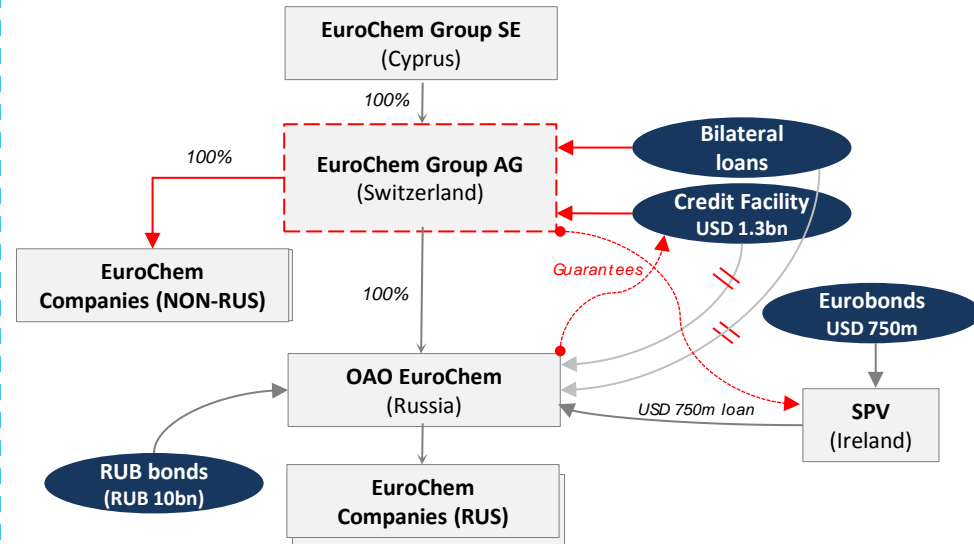 EuroChem Group SE
(Cyprus)
100%
EuroChem Group AG
(Switzerland)
100%
Bilateral
loans
Credit Facility
USD 1.3bn
Guarantees
EuroChem
Companies (NON-RUS)
100%
Eurobonds
USD 750m
OAO EuroChem
(Russia)
USD 750m loan
SPV
(Ireland)
RUB bonds
(RUB 10bn)
EuroChem
Companies (RUS)